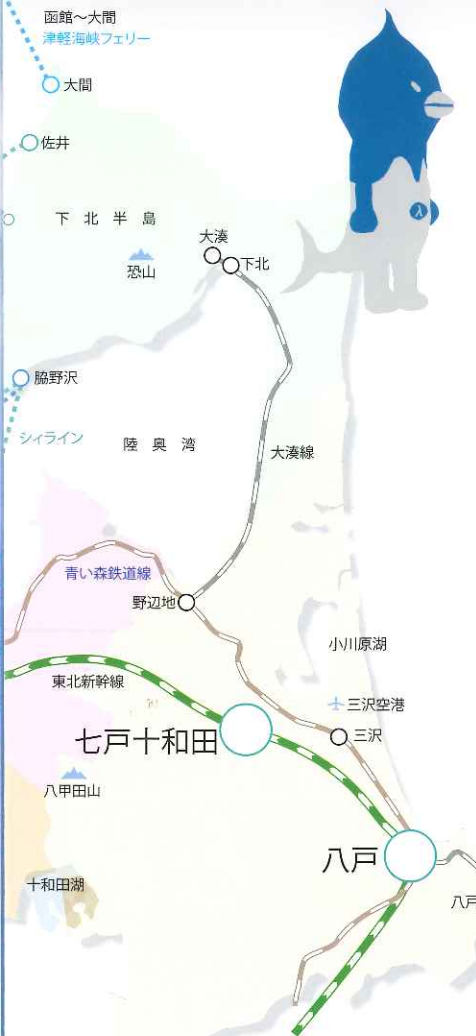 函館～大間
津軽海峡フェリー
大間
佐井
下北半島
大湊
下北
恐山
λ
脇野沢
シィライン
陸奥湾
大湊線
青い森鉄道線
野辺地
小川原湖
東北新幹線
三沢空港
七戸十和田
三沢
八甲田山
八戸
十和田湖
八戸